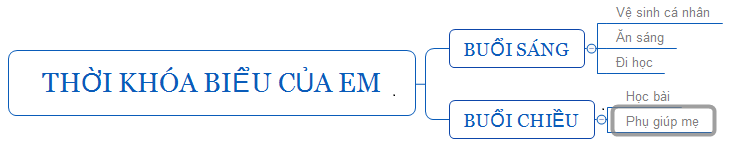 THỜI KHÓA BIỂU CỦA EM .
BUỔI SÁNG
Vệ sinh cá nhân
Ăn sáng
Đi học
BUỔI CHIỀU
Học bài
Phụ giúp mẹ